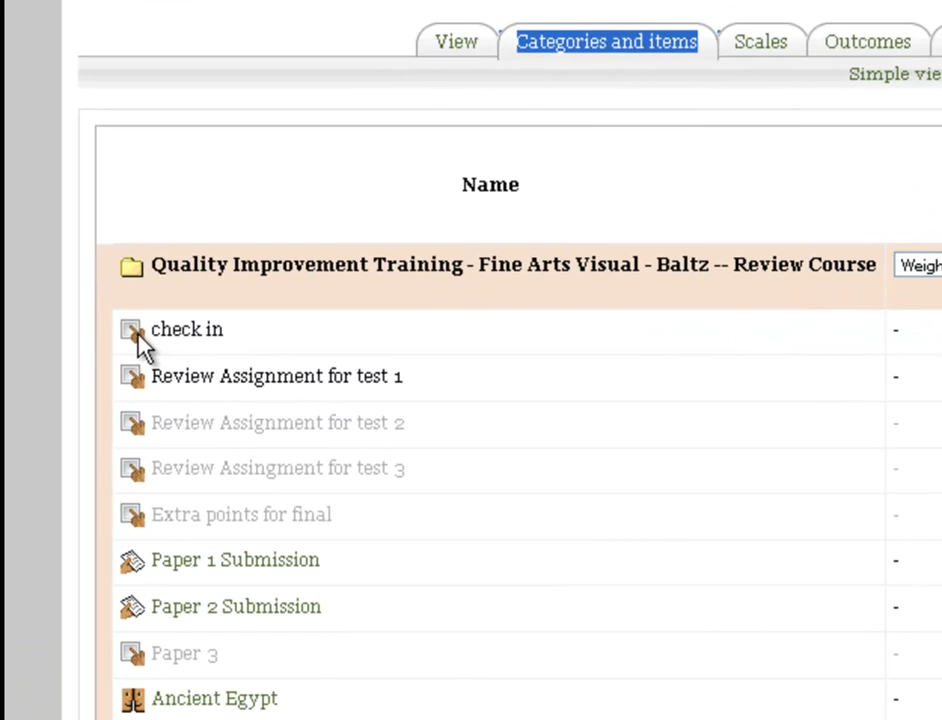 View Categories and items Scales Outcomes
Simple vie
Name
Quality Improvement Training - Fine Arts Visual - Baltz -- Review Course Weigh
check in -
Review Assignment for test 1
Review Assignment for test 2 -
Review Assingment for test 3 -
Extra points for final -
Paper 1 Submission -
Paper 2 Submission -
Paper 3 -
Ancient Egypt -